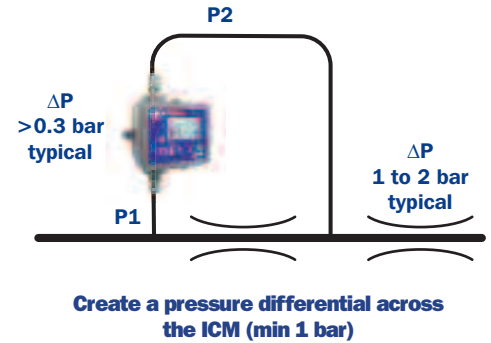 P2
ΔP
>0.3 bar
typical
ΔP
1 to 2 bar
typical
P1
Create a pressure differential across
the ICM (min 1 bar)